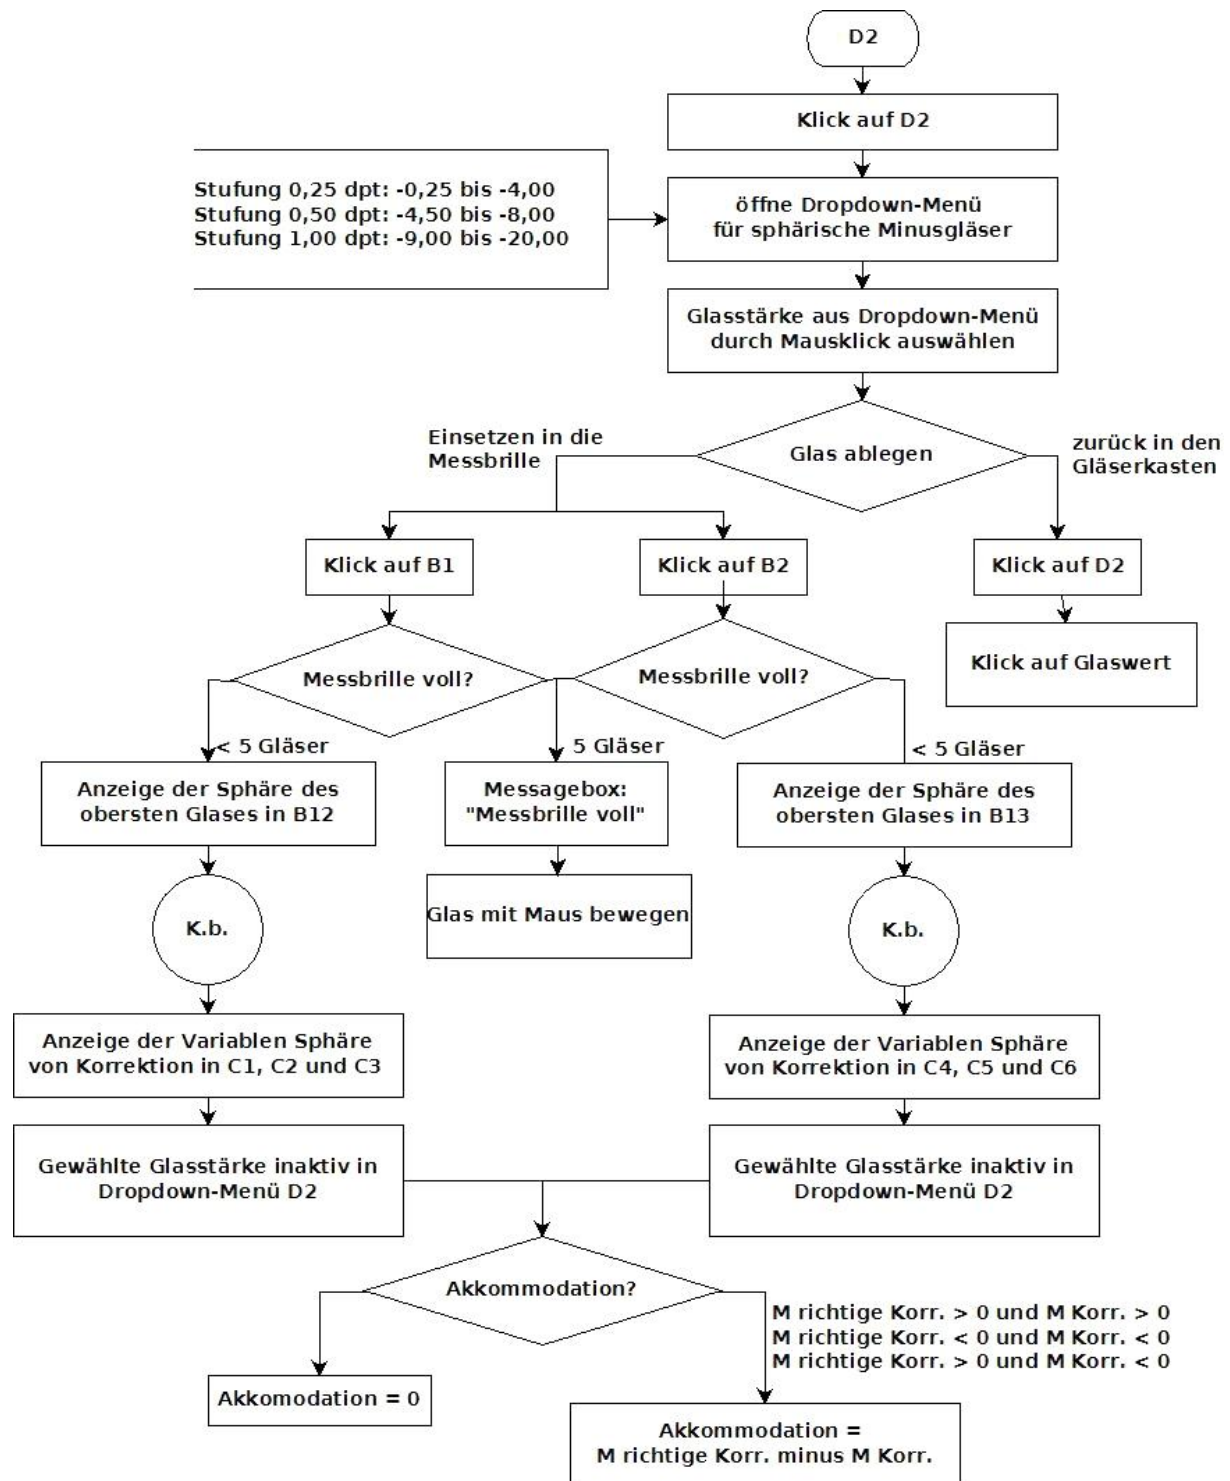 D2
Klick auf D2
Stufung 0,25 dpt: -0,25 bis -4,00
Stufung 0,50 dpt: -4,50 bis -8,00
Stufung 1,00 dpt: -9,00 bis -20,00
öffne Dropdown-Menü
für sphärische Minusgläser
Glasstärke aus Dropdown-Menü
durch Mausklick auswählen
Einsetzen in die
Messbrille
Glas ablegen
zurück in den
Gläserkasten
Klick auf B1
Klick auf B2
Klick auf D2
Messbrille voll?
Messbrille voll?
Klick auf Glaswert
< 5 Gläser
5 Gläser
< 5 Gläser
Anzeige der Sphäre des
obersten Glases in B12
Messagebox:
"Messbrille voll"
Anzeige der Sphäre des
obersten Glases in B13
K.b.
Glas mit Maus bewegen
K.b.
Anzeige der Variablen Sphäre
von Korrektion in C1, C2 und C3
Anzeige der Variablen Sphäre
von Korrektion in C4, C5 und C6
Gewählte Glasstärke inaktiv in
Dropdown-Menü D2
Gewählte Glasstärke inaktiv in
Dropdown-Menü D2
Akkommodation?
M richtige Korr. > 0 und M Korr. > 0
M richtige Korr. < 0 und M Korr. < 0
M richtige Korr. > 0 und M Korr. < 0
Akkomodation = 0
Akkommodation =
M richtige Korr. minus M Korr.